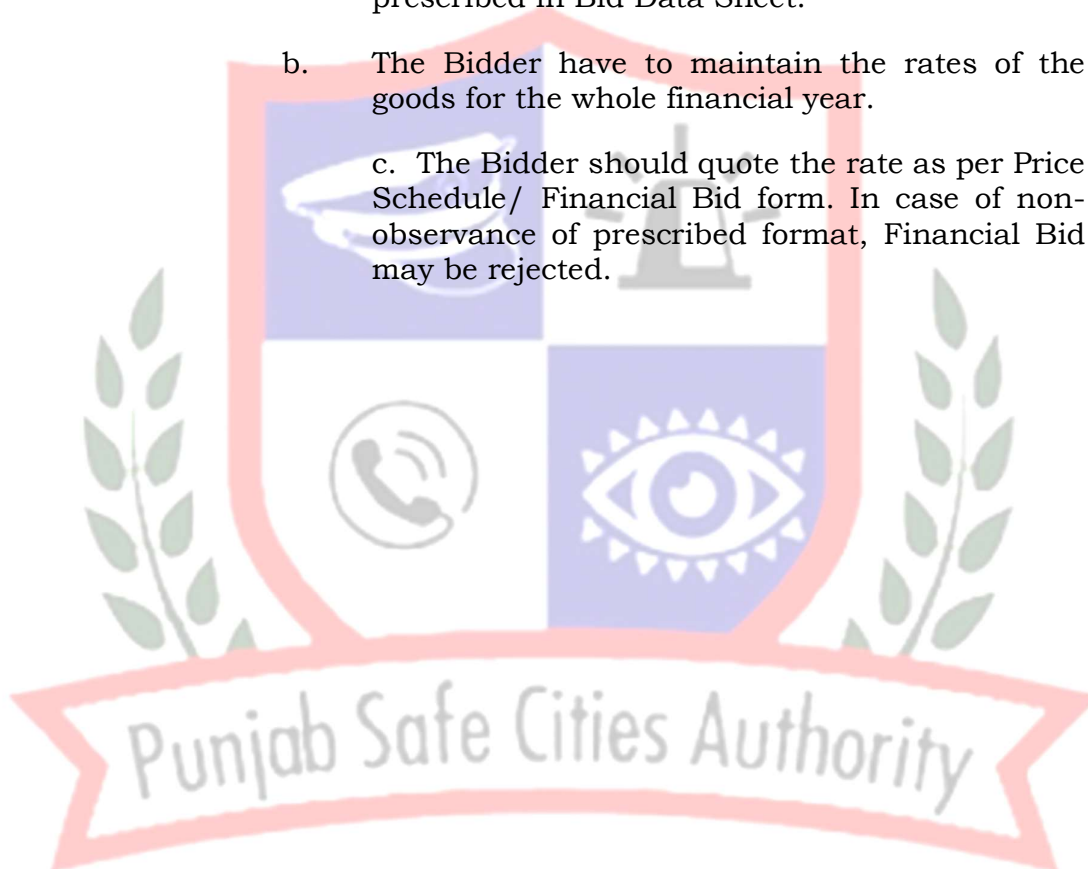 prescribed in Bid Data Sheet.
b. The Bidder have to maintain the rates of the
goods for the whole financial year.
c. The Bidder should quote the rate as per Price
Schedule/ Financial Bid form. In case of non-
observance of prescribed format, Financial Bid
may be rejected.
Punjab Safe Cities Authority